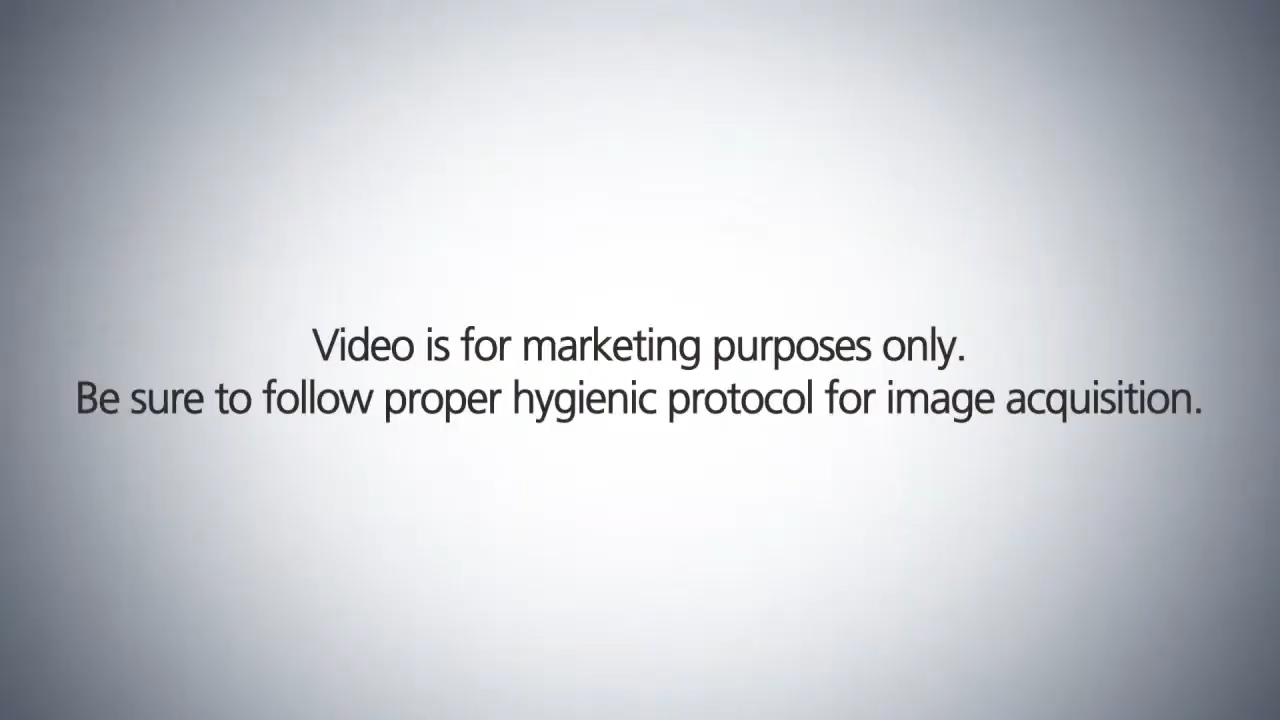 Video is for marketing purposes only.
Be sure to follow proper hygienic protocol for image acquisition.